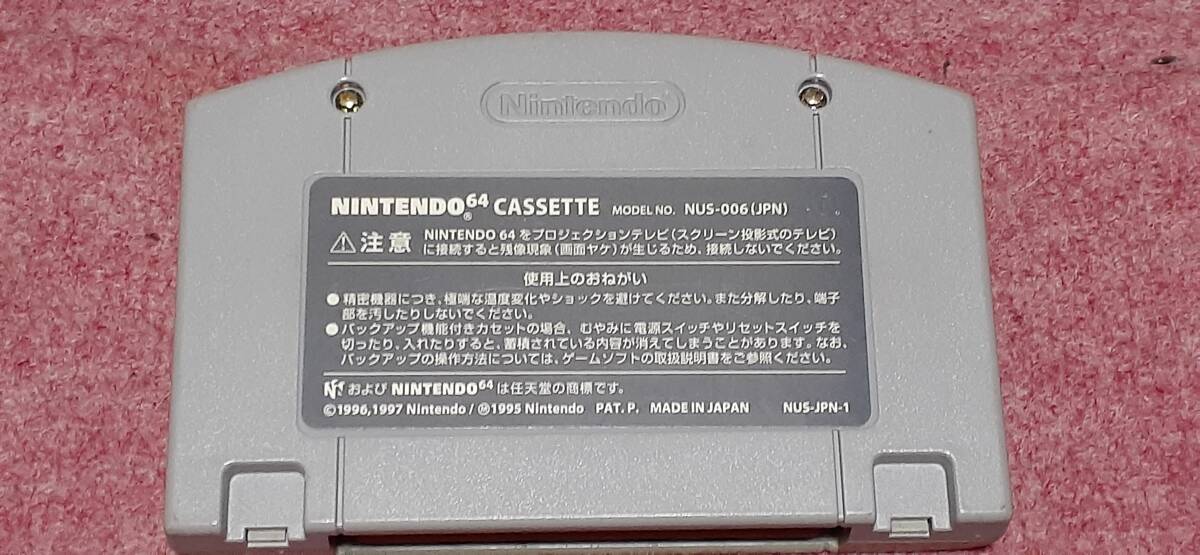 Nintendo
NINTENDO64® CASSETTE MODEL NO. NUS-006(JPN)
⚠注意 NINTENDO 64をプロジェクションテレビ(スクリーン投影式のテレビ)
に接続すると残像現象(画面ヤケ)が生じるため、接続しないでください。
使用上のおねがい
●精密機器につき、極端な温度変化やショックを避けてください。また分解したり、端子
部を汚したりしないでください。
●バックアップ機能付きカセットの場合、むやみに電源スイッチやリセットスイッチを
切ったり、入れたりすると、蓄積されている内容が消えてしまうことがあります。なお、
バックアップの操作方法については、ゲームソフトの取扱説明書をご参照ください。
および NINTENDO64 は任天堂の商標です。
©1996,1997 Nintendo/Ⓜ1995 Nintendo PAT. P. MADE IN JAPAN NUS-JPN-1